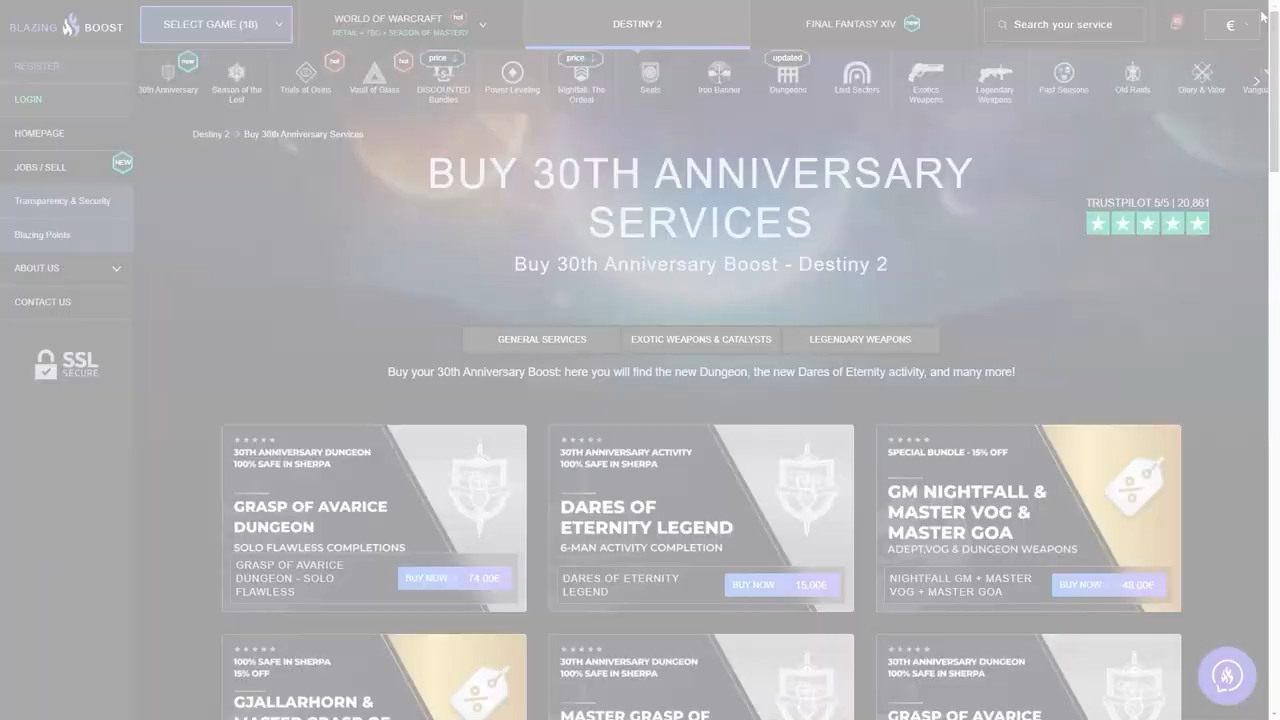 BLAZING BOOST
SELECT GAME (18)
WORLD OF WARCRAFT
hot
RETAIL + TBC + SEASON OF MASTERY
DESTINY 2
FINAL FANTASY XIV
new
Search your service
€
REGISTER
LOGIN
HOMEPAGE
JOBS / SELL
NEW
Transparency & Security
Blazing Points
ABOUT US
CONTACT US
SSL
SECURE
new
30th Anniversary
Season of the
Lost
hot
Trials of Osiris
hot
Vault of Glass
price ↓
DISCOUNTED
Bundles
Power Leveling
price ↓
Nightfall: The
Ordeal
Seals
Iron Banner
updated
Dungeons
Lost Sectors
Exotics
Weapons
Legendary
Weapons
Past Seasons
Old Raids
Glory & Valor
Destiny 2 > Buy 30th Anniversary Services
BUY 30TH ANNIVERSARY
SERVICES
Buy 30th Anniversary Boost - Destiny 2
TRUSTPILOT 5/5 | 20,861
GENERAL SERVICES
EXOTIC WEAPONS & CATALYSTS
LEGENDARY WEAPONS
Buy your 30th Anniversary Boost: here you will find the new Dungeon, the new Dares of Eternity activity, and many more!
30TH ANNIVERSARY DUNGEON
100% SAFE IN SHERPA
GRASP OF AVARICE
DUNGEON
SOLO FLAWLESS COMPLETIONS
GRASP OF AVARICE
DUNGEON - SOLO
FLAWLESS
BUY NOW - 74.00€
30TH ANNIVERSARY ACTIVITY
100% SAFE IN SHERPA
DARES OF
ETERNITY LEGEND
6-MAN ACTIVITY COMPLETION
DARES OF ETERNITY
LEGEND
BUY NOW - 15.00€
SPECIAL BUNDLE - 15% OFF
GM NIGHTFALL &
MASTER VOG &
MASTER GOA
ADEPT,VOG & DUNGEON WEAPONS
NIGHTFALL GM + MASTER
VOG + MASTER GOA
BUY NOW - 48.00€
100% SAFE IN SHERPA
15% OFF
GJALLARHORN &
MASTER GRASP OF
30TH ANNIVERSARY DUNGEON
100% SAFE IN SHERPA
MASTER GRASP OF
30TH ANNIVERSARY DUNGEON
100% SAFE IN SHERPA
GRASP OF AVARICE